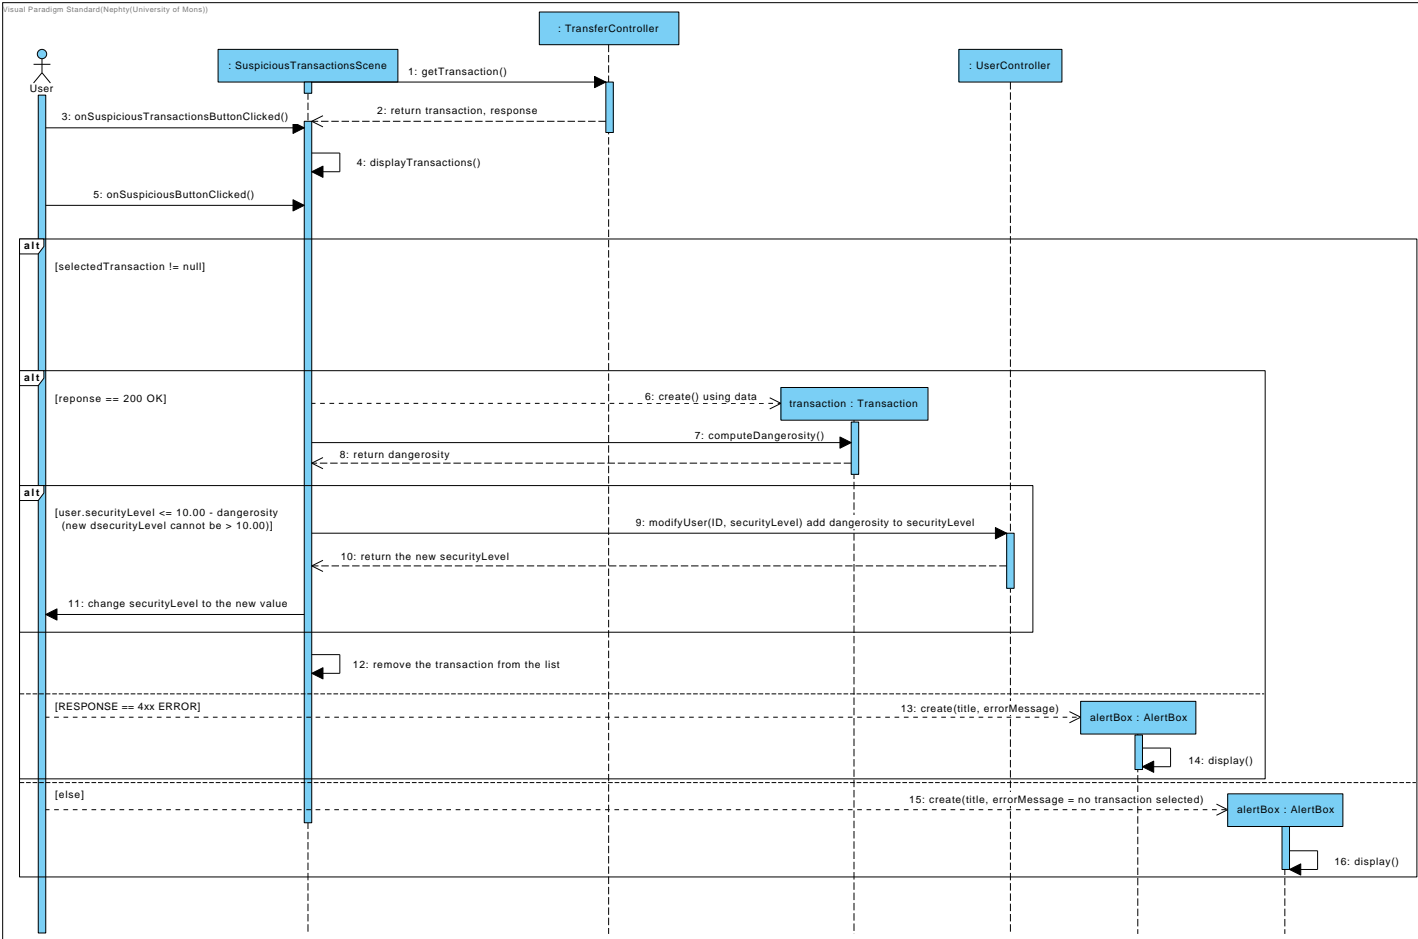 Visual Paradigm Standard(Nephty(University of Mons))
: TransferController
: SuspiciousTransactionsScene
: UserController
User
1: getTransaction()
2: return transaction, response
3: onSuspiciousTransactionsButtonClicked()
4: displayTransactions()
5: onSuspiciousButtonClicked()
alt
[selectedTransaction != null]
alt
[reponse == 200 OK]
6: create() using data
transaction : Transaction
7: computeDangerosity()
8: return dangerosity
alt
[user.securityLevel <= 10.00 - dangerosity
(new dsecurityLevel cannot be > 10.00)]
9: modifyUser(ID, securityLevel) add dangerosity to securityLevel
10: return the new securityLevel
11: change securityLevel to the new value
12: remove the transaction from the list
[RESPONSE == 4xx ERROR]
13: create(title, errorMessage)
alertBox : AlertBox
14: display()
[else]
15: create(title, errorMessage = no transaction selected)
alertBox : AlertBox
16: display()